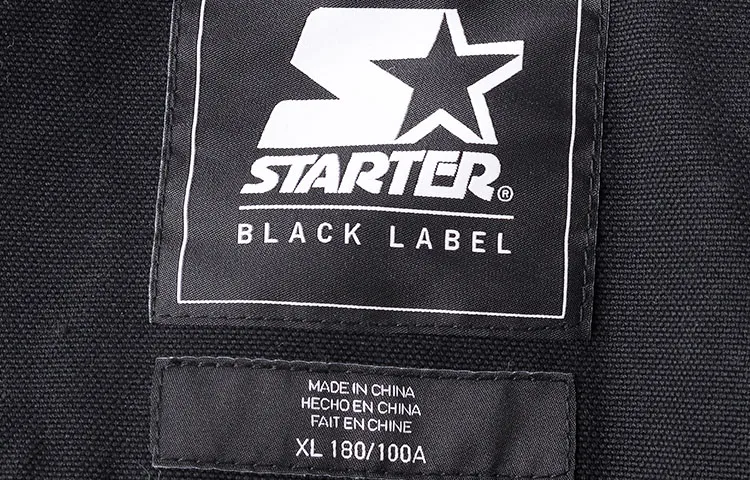 STARTER®
BLACK LABEL
MADE IN CHINA
HECHO EN CHINA
FAIT EN CHINE
XL 180/100A